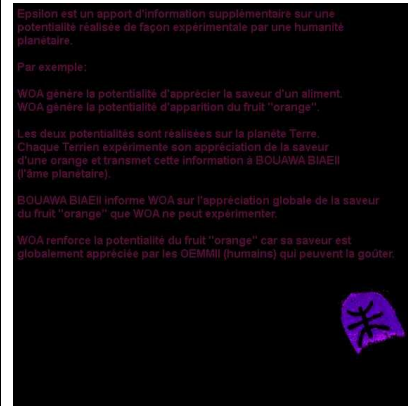 Epsilon est un apport d'information supplémentaire sur une
potentialité réalisée de façon expérimentale par une humanité
planétaire.
Par exemple:
WOA génère la potentialité d'apprécier la saveur d'un aliment.
WOA génère la potentialité d'apparition du fruit "orange".
Les deux potentialités sont réalisées sur la planète Terre.
Chaque Terrien expérimente son appréciation de la saveur
d'une orange et transmet cette information à BOUAWA BIAEII
(l'âme planétaire).
BOUAWA BIAEII informe WOA sur l'appréciation globale de la saveur
du fruit "orange" que WOA ne peut expérimenter.
WOA renforce la potentialité du fruit "orange" car sa saveur est
globalement appréciée par les OEMMII (humains) qui peuvent la goûter.